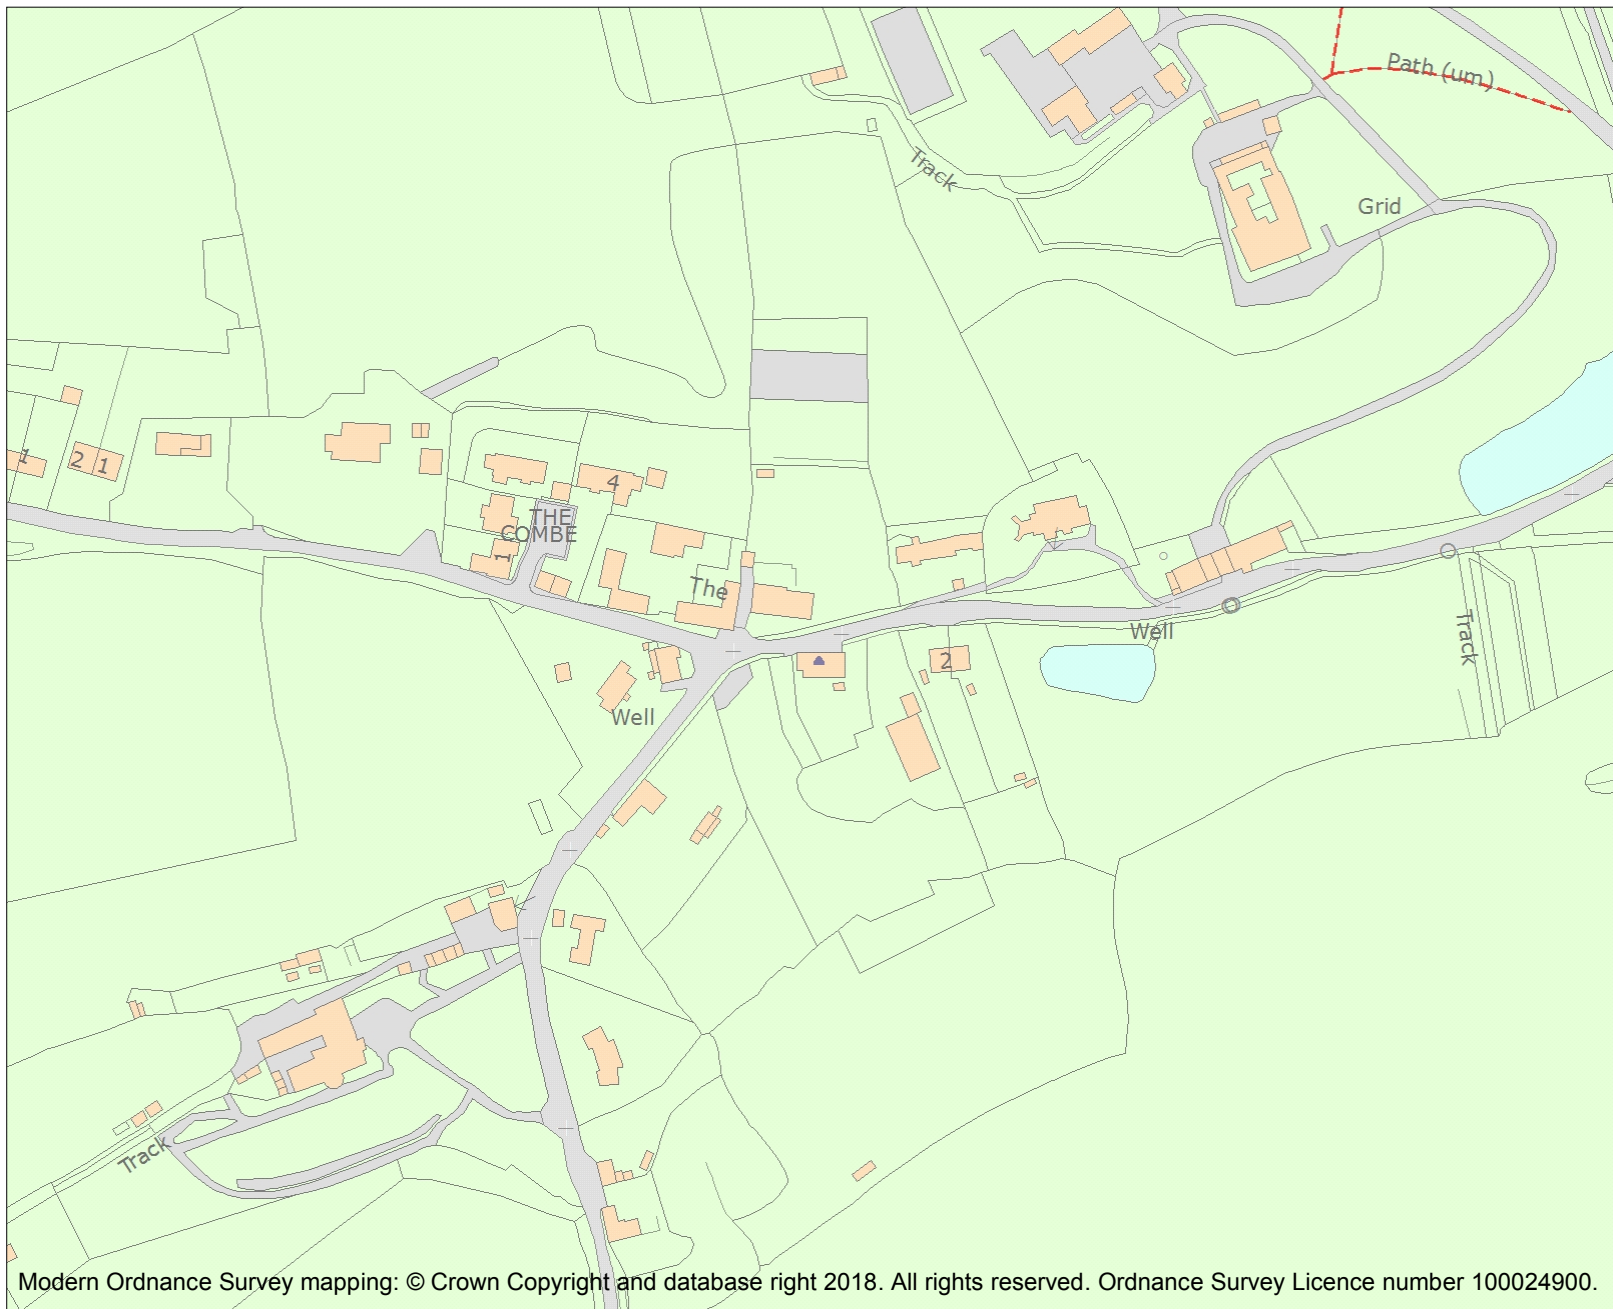 Path (um)
Track
Grid
1
2 1
4
THE
COMBE
1
The
Well
2
Track
Well
Track
Modern Ordnance Survey mapping: © Crown Copyright and database right 2018. All rights reserved. Ordnance Survey Licence number 100024900.